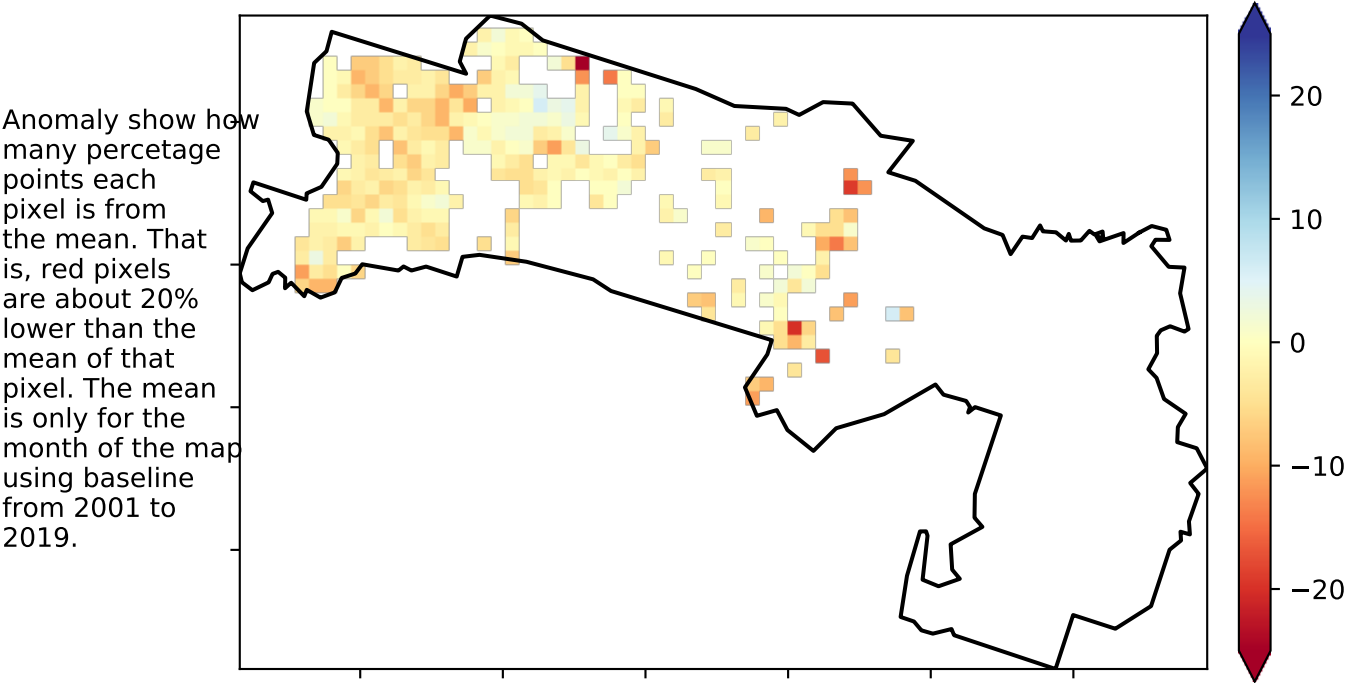 Anomaly show how
many percetage
points each
pixel is from
the mean. That
is, red pixels
are about 20%
lower than the
mean of that
pixel. The mean
is only for the
month of the map
using baseline
from 2001 to
2019.
20
10
0
−10
−20